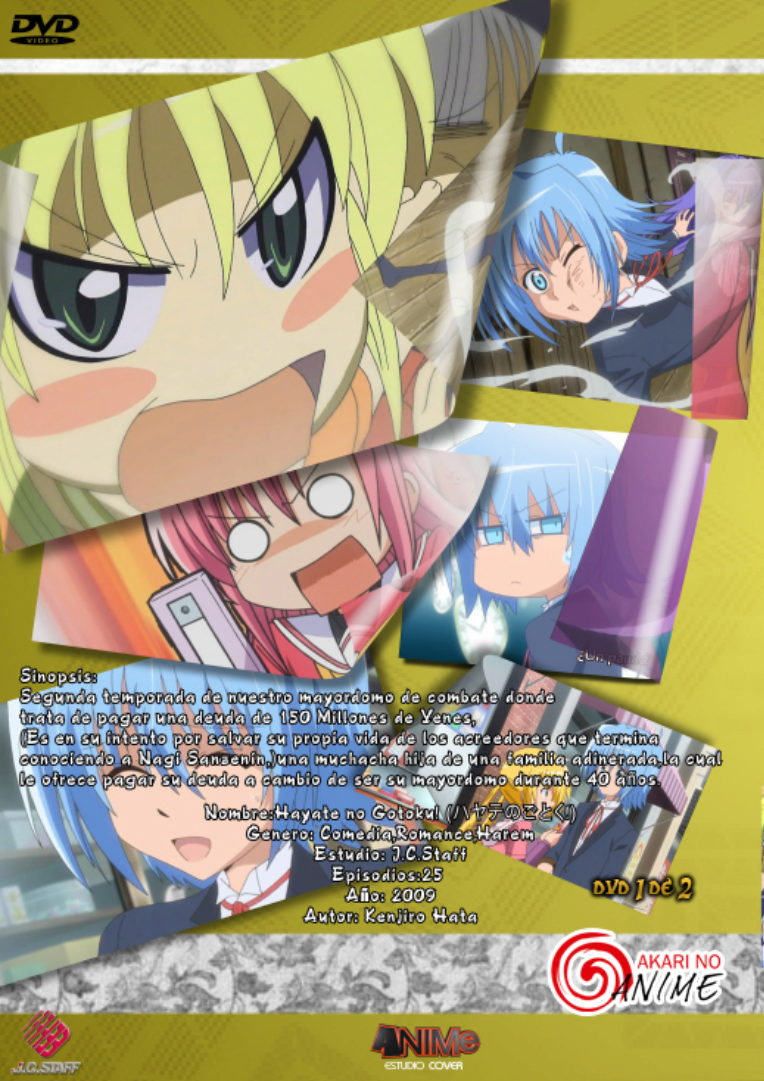 DVD
VIDEO
Sinopsis:
Segunda temporada de nuestro mayordomo de combate donde
trata de pagar una deuda de 150 Millones de Yenes,
(Es en su intento por salvar su propia vida de los acreedores que termina
conociendo a Nagi Sanzenin,)una muchacha hija de una familia adinerada,la cual
le ofrece pagar su deuda a cambio de ser su mayordomo durante 40 años.
Nombre:Hayate no Gotoku! (ハヤテのごとく!)
Genero: Comedia,Romance,Harem
Estudio: J.C.Staff
Episodios:25
Año: 2009
Autor: Kenjiro Hata
DVD 1 DE 2
AKARI NO
ANIME
J.C.STAFF
ANIMe
ESTUDIO COVER